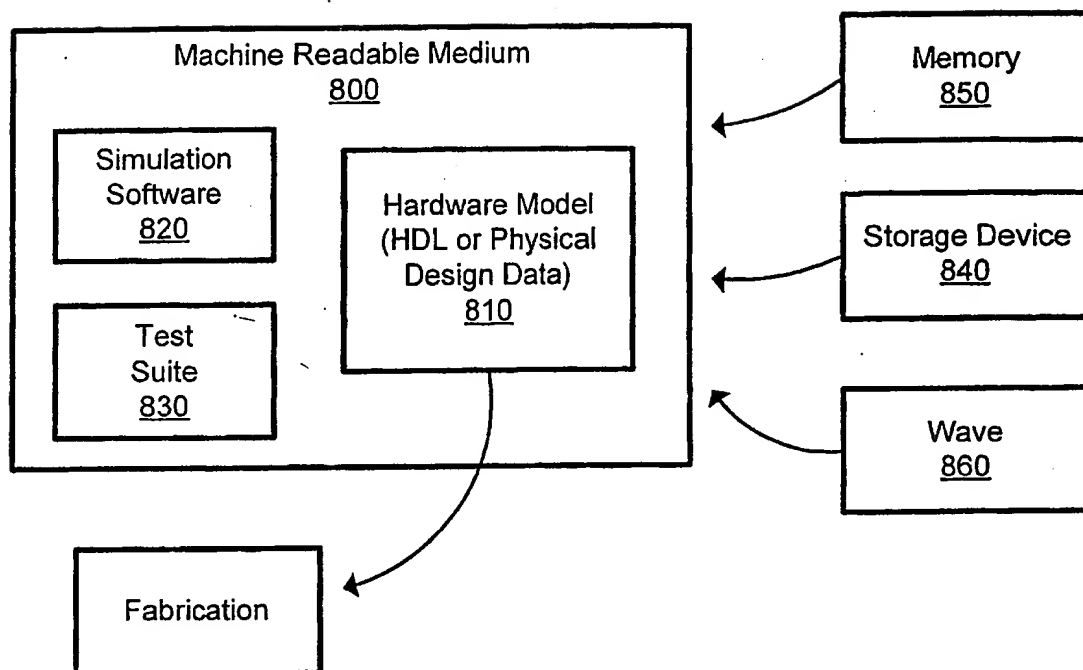 Machine Readable Medium
800
Simulation
Software
820
Hardware Model
(HDL or Physical
Design Data)
810
Test
Suite
830
Memory
850
Storage Device
840
Wave
860
Fabrication